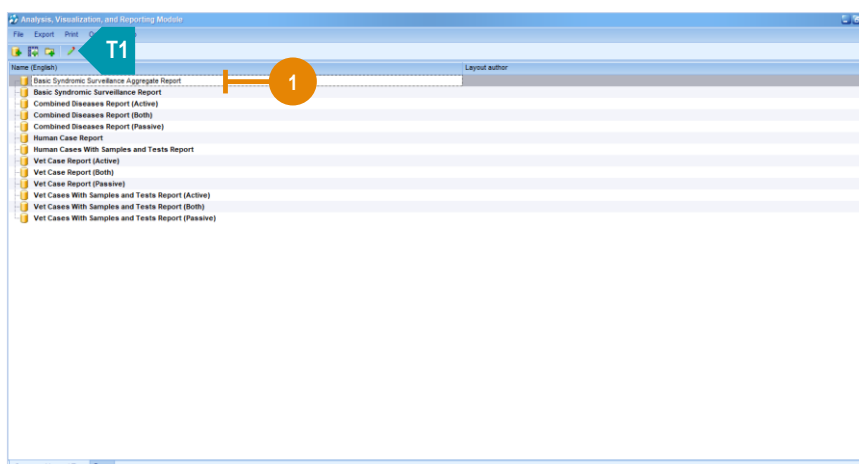 Analysis, Visualization, and Reporting Module
File Export Print
T1
Name (English) Layout author
Basic Syndromic Surveillance Aggregate Report
1
Basic Syndromic Surveillance Report
Combined Diseases Report (Active)
Combined Diseases Report (Both)
Combined Diseases Report (Passive)
Human Case Report
Human Cases With Samples and Tests Report
Vet Case Report (Active)
Vet Case Report (Both)
Vet Case Report (Passive)
Vet Cases With Samples and Tests Report (Active)
Vet Cases With Samples and Tests Report (Both)
Vet Cases With Samples and Tests Report (Passive)